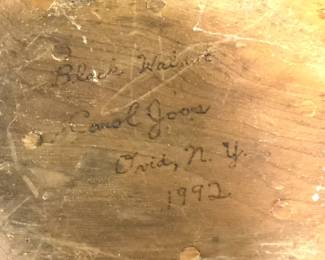 Black Walnut
Carol Joos
Ovid, N. Y.
1992